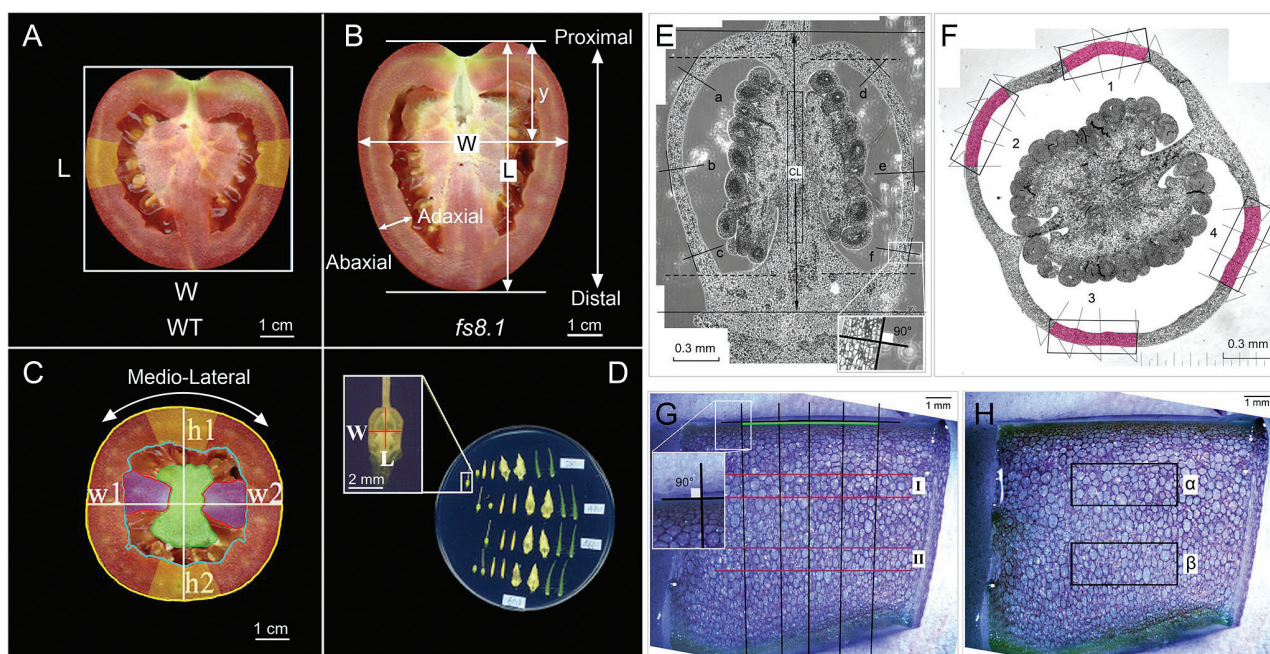 A
L
W
WT
1 cm
B
Proximal
y
W
L
Adaxial
Abaxial
Distal
fs8.1
1 cm
C
Medio-Lateral
h1
w1
w2
h2
1 cm
D
W
L
2 mm
E
a
d
b
e
CL
c
f
90°
0.3 mm
F
1
2
4
3
0.3 mm
G
1 mm
90°
I
II
H
1 mm
α
β